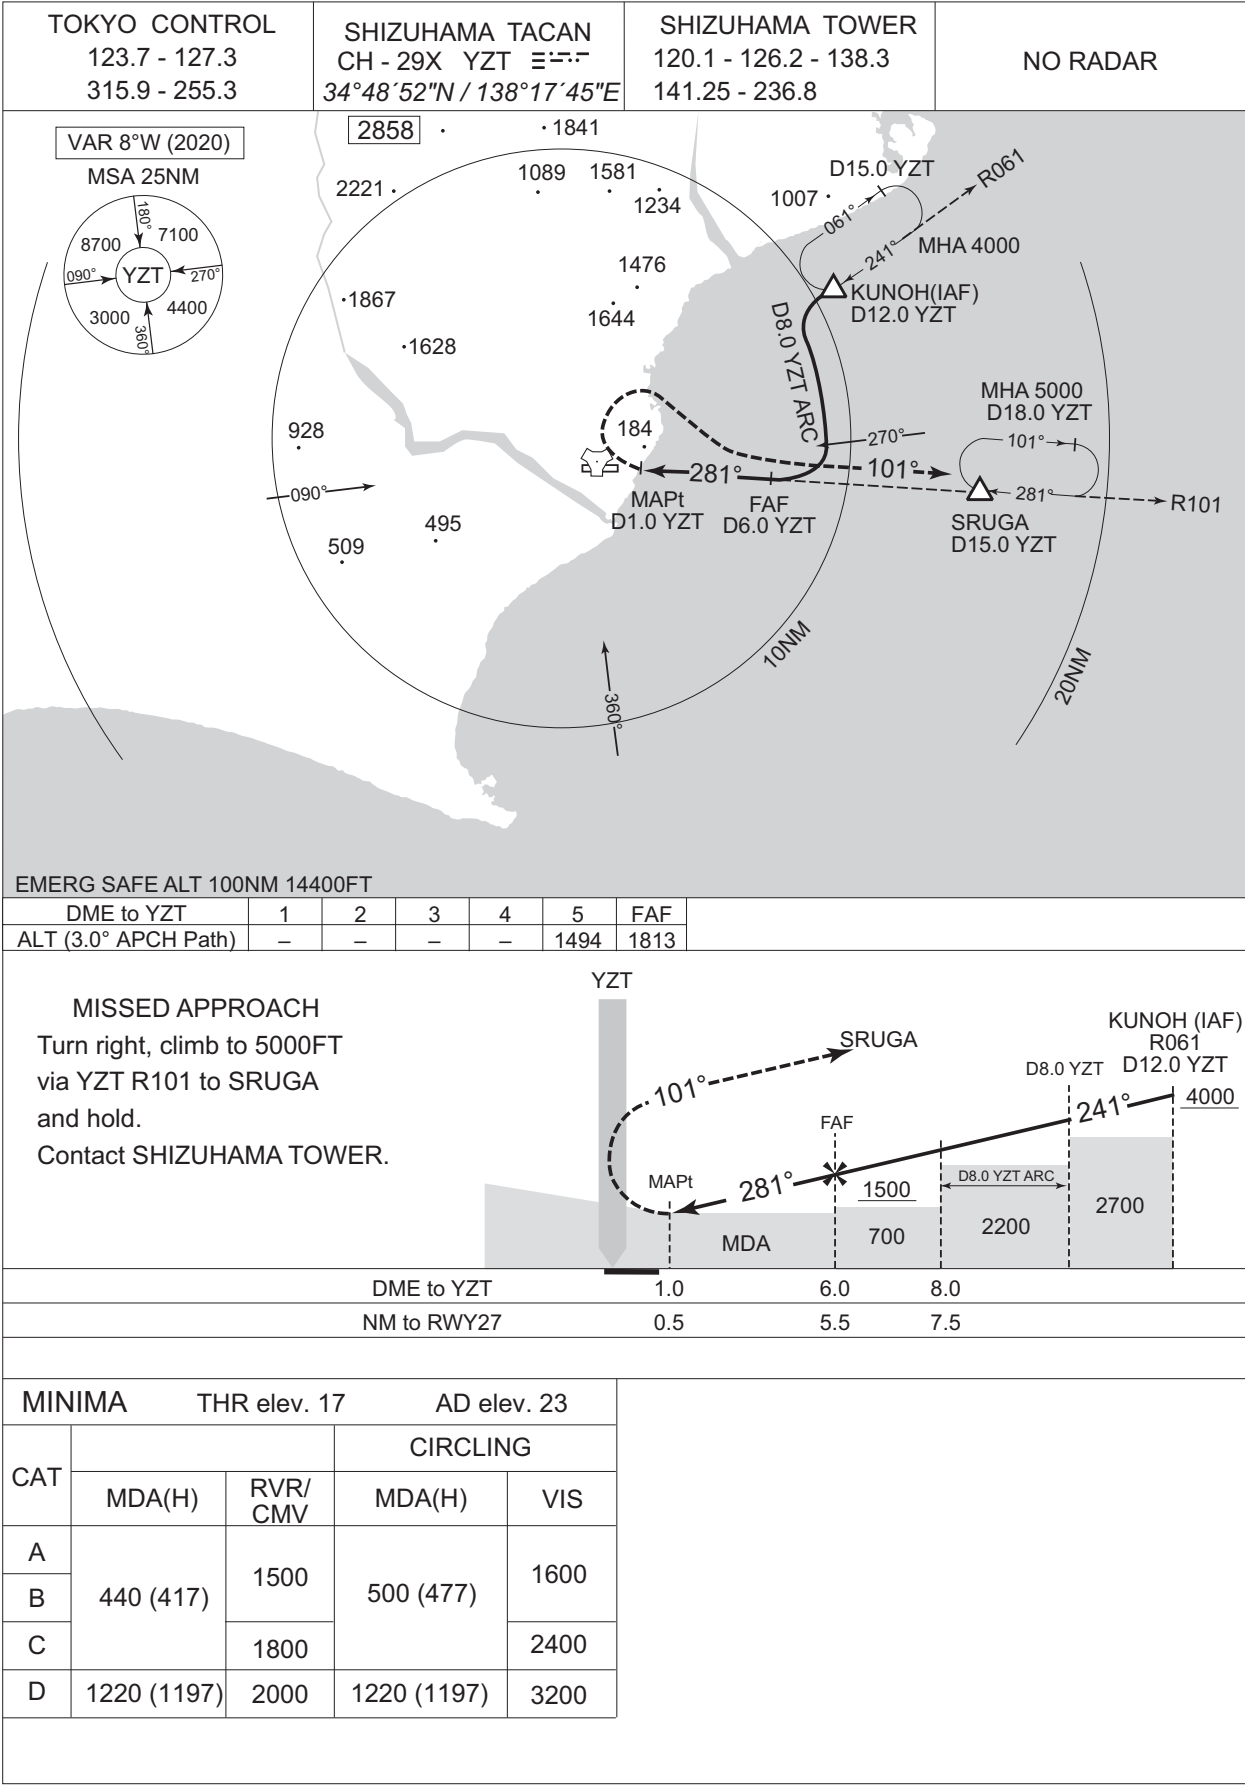 TOKYO CONTROL
123.7 - 127.3
315.9 - 255.3
SHIZUHAMA TACAN
CH - 29X YZT
34°48´52"N / 138°17´45"E
SHIZUHAMA TOWER
120.1 - 126.2 - 138.3
141.25 - 236.8
NO RADAR
VAR 8°W (2020)
MSA 25NM
180°
8700
7100
090°
YZT
270°
3000
4400
360°
2858
1841
2221
1089
1581
1234
1007
D15.0 YZT
R061
061°
241°
MHA 4000
1476
1867
1644
1628
KUNOH(IAF)
D12.0 YZT
D8.0 YZT ARC
MHA 5000
D18.0 YZT
928
184
270°
101°
281°
101°
281°
R101
090°
MAPt
D1.0 YZT
FAF
D6.0 YZT
SRUGA
D15.0 YZT
495
509
10NM
20NM
360°
EMERG SAFE ALT 100NM 14400FT
DME to YZT 1 2 3 4 5 FAF
ALT (3.0° APCH Path) – – – – 1494 1813
MISSED APPROACH
Turn right, climb to 5000FT
via YZT R101 to SRUGA
and hold.
Contact SHIZUHAMA TOWER.
YZT
SRUGA
101°
KUNOH (IAF)
R061
D12.0 YZT
D8.0 YZT
4000
241°
FAF
MAPt
281°
1500
D8.0 YZT ARC
MDA
700
2200
2700
DME to YZT 1.0 6.0 8.0
NM to RWY27 0.5 5.5 7.5
MINIMA THR elev. 17 AD elev. 23
CIRCLING
CAT MDA(H) RVR/ MDA(H) VIS
CMV
A
B 440 (417) 1500 500 (477) 1600
C 1800 2400
D 1220 (1197) 2000 1220 (1197) 3200